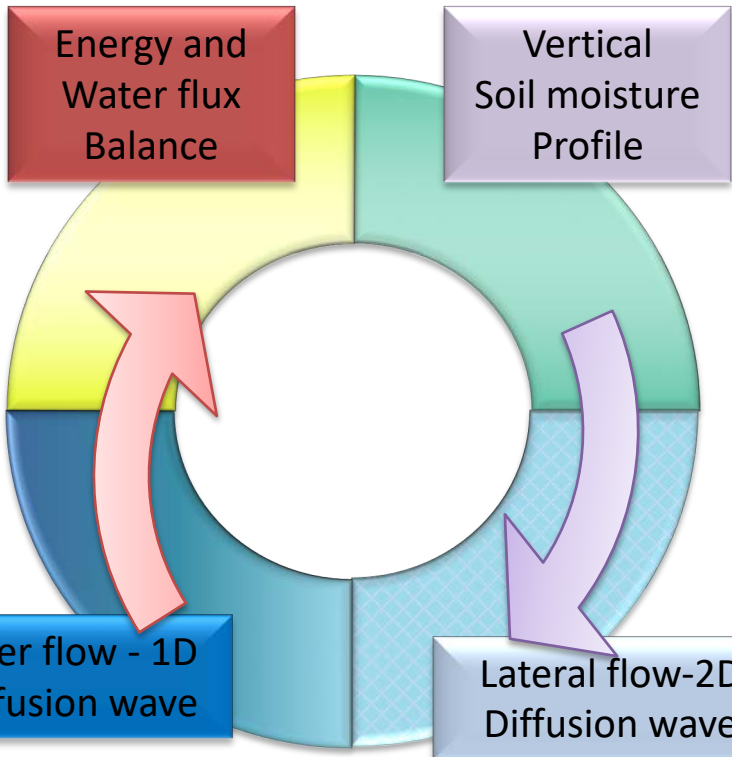 Energy and
Water flux
Balance
Vertical
Soil moisture
Profile
flow - 1D
wave
Lateral flow-2D
Diffusion wave